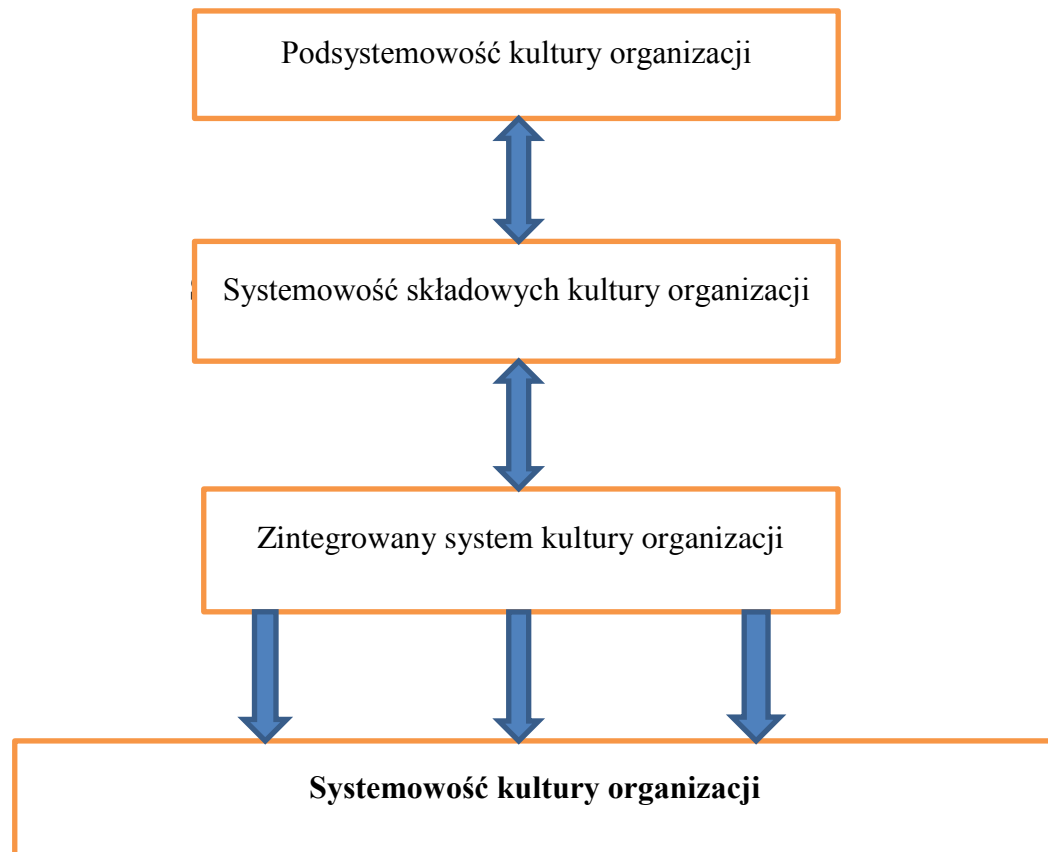 Podsystemowość kultury organizacji
Systemowość składowych kultury organizacji
Zintegrowany system kultury organizacji
Systemowość kultury organizacji